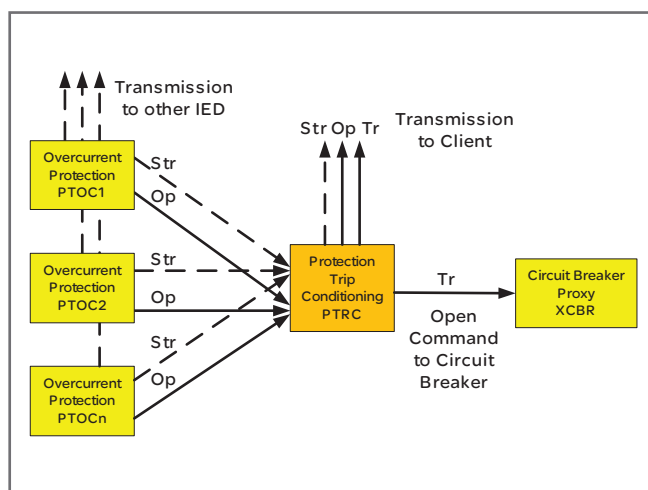 Transmission
to other IED
Str Op Tr
Transmission
to Client
Overcurrent
Protection
PTOC1
Str
Op
Overcurrent
Protection
PTOC2
Str
Op
Protection
Trip
Conditioning
PTRC
Tr
Open
Command
to Circuit
Breaker
Circuit Breaker
Proxy
XCBR
Str
Op
Overcurrent
Protection
PTOCn